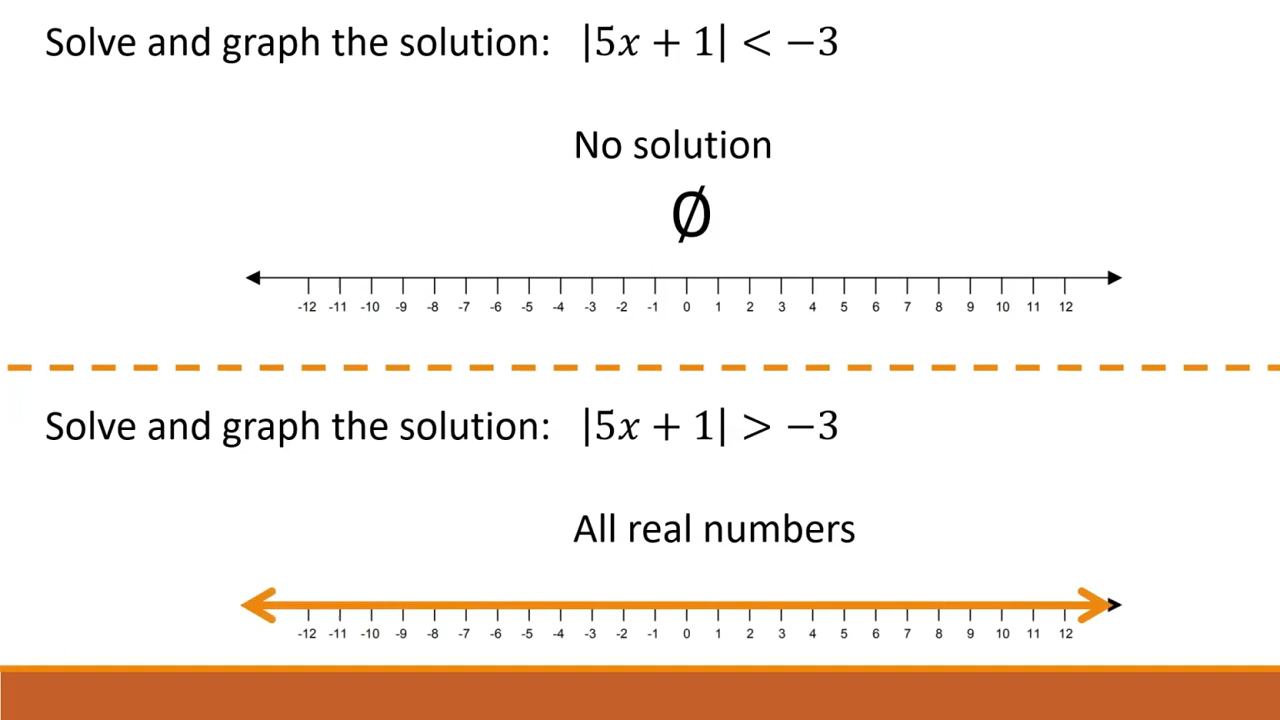 Solve and graph the solution: |5𝑥 + 1| < −3
No solution
∅
-12 -11 -10 -9 -8 -7 -6 -5 -4 -3 -2 -1 0 1 2 3 4 5 6 7 8 9 10 11 12
Solve and graph the solution: |5𝑥 + 1| > −3
All real numbers
-12 -11 -10 -9 -8 -7 -6 -5 -4 -3 -2 -1 0 1 2 3 4 5 6 7 8 9 10 11 12